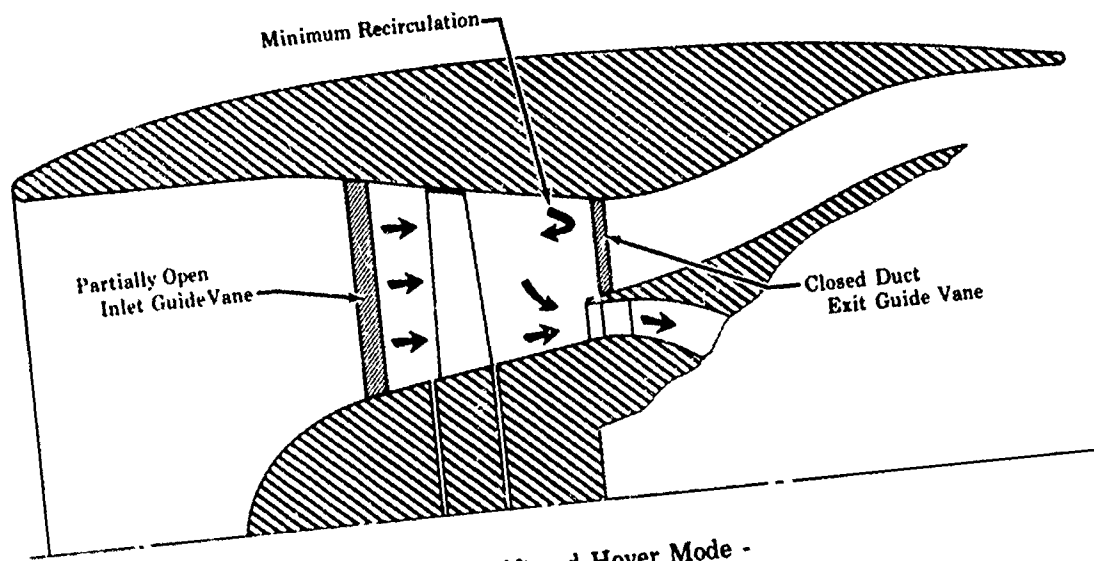 Minimum Recirculation
Partially Open
Inlet Guide Vane
Closed Duct
Exit Guide Vane
Hover Mode -